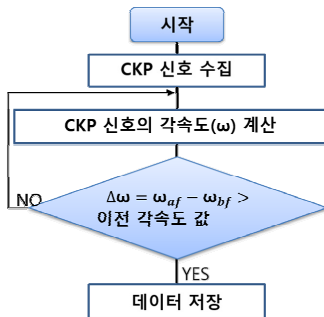 시작
CKP 신호 수집
CKP 신호의 각속도(ω) 계산
Δω = ω_af − ω_bf >
이전 각속도 값
NO
YES
데이터 저장